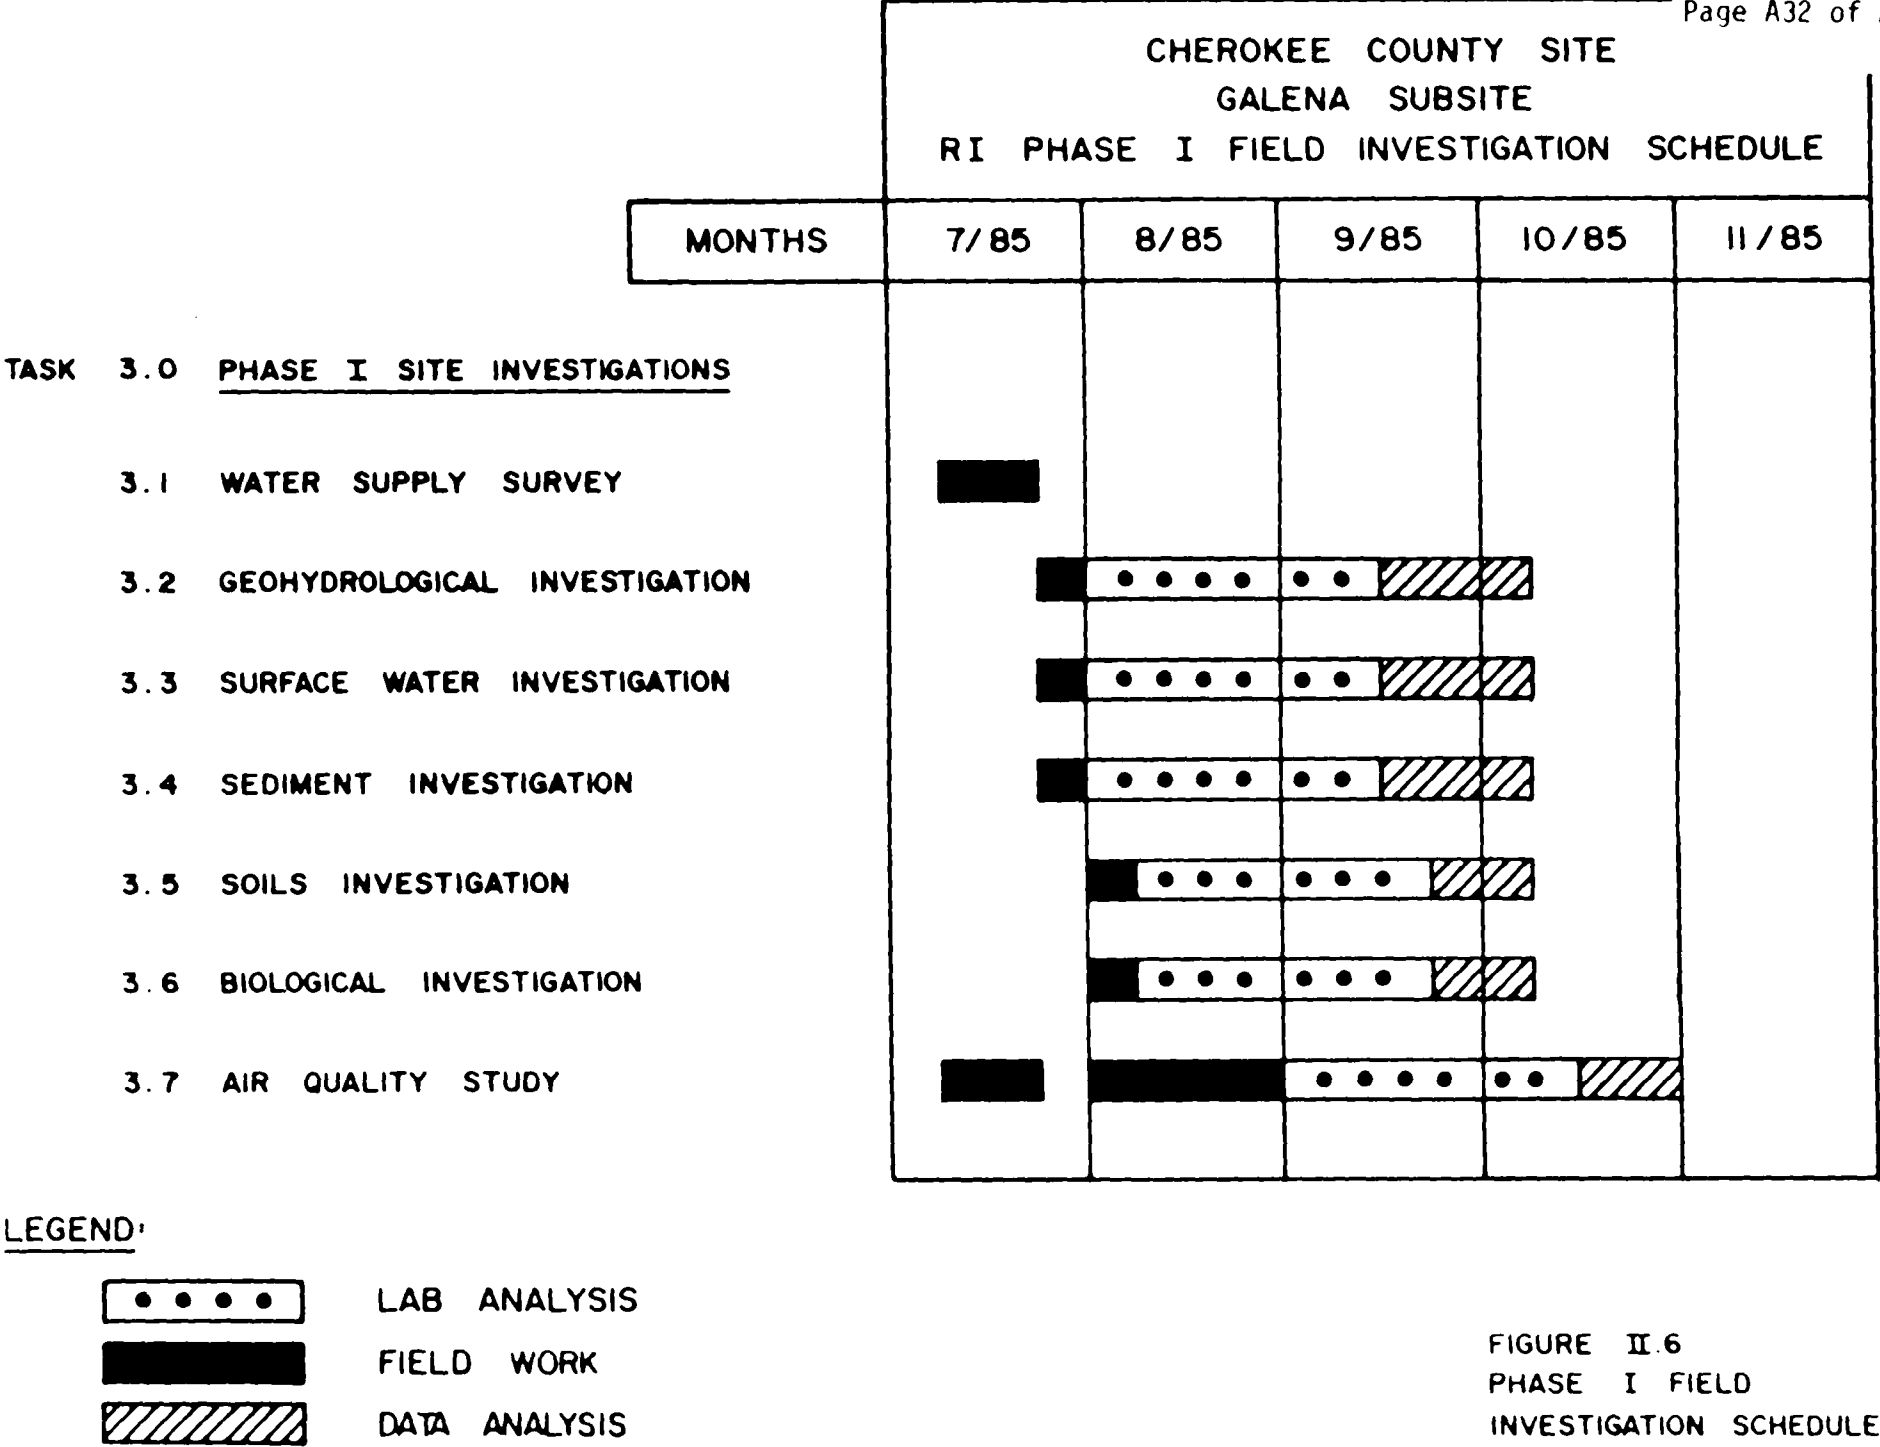 Page A32 of
CHEROKEE COUNTY SITE
GALENA SUBSITE
RI PHASE I FIELD INVESTIGATION SCHEDULE
MONTHS 7/85 8/85 9/85 10/85 11/85
TASK 3.0 PHASE I SITE INVESTIGATIONS
3.1 WATER SUPPLY SURVEY
3.2 GEOHYDROLOGICAL INVESTIGATION
3.3 SURFACE WATER INVESTIGATION
3.4 SEDIMENT INVESTIGATION
3.5 SOILS INVESTIGATION
3.6 BIOLOGICAL INVESTIGATION
3.7 AIR QUALITY STUDY
LEGEND:
LAB ANALYSIS
FIELD WORK
DATA ANALYSIS
FIGURE II.6
PHASE I FIELD
INVESTIGATION SCHEDULE